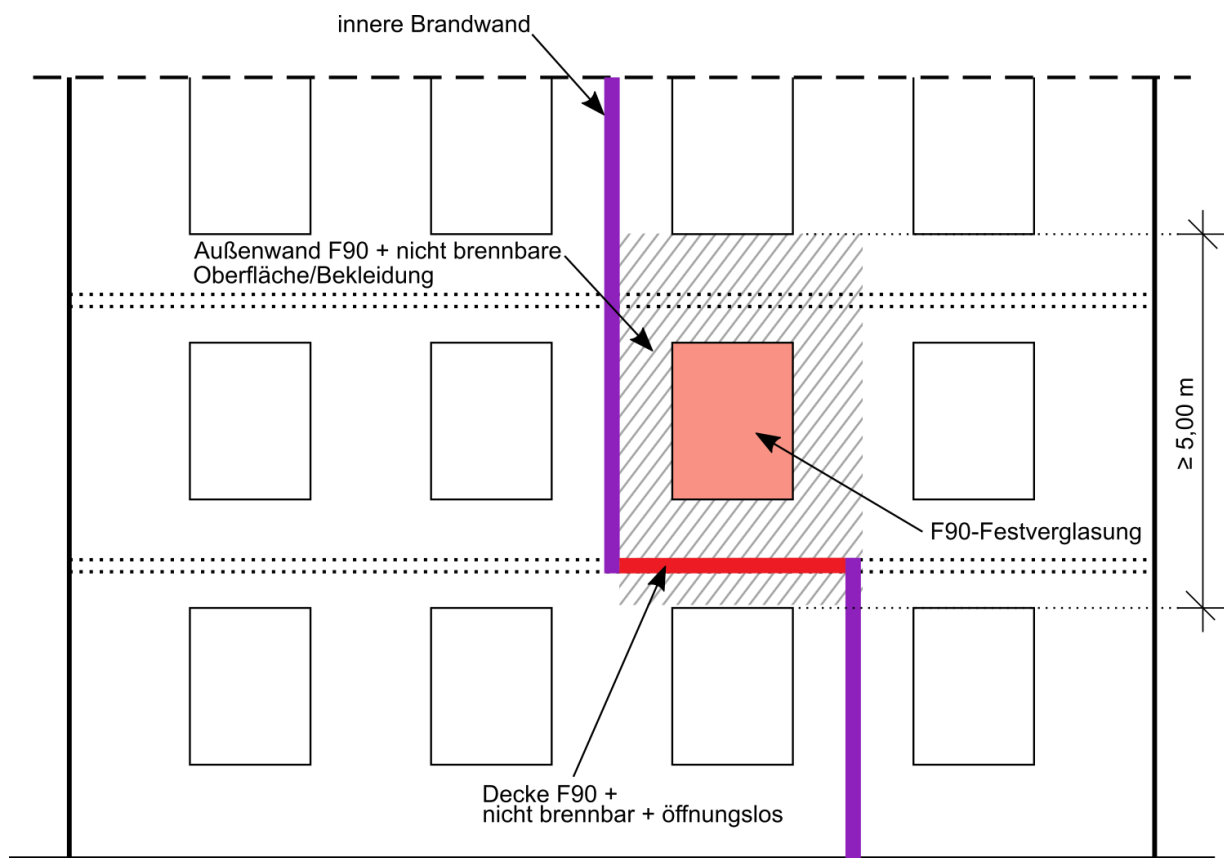 innere Brandwand
Außenwand F90 + nicht brennbare
Oberfläche/Bekleidung
≥ 5,00 m
F90-Festverglasung
Decke F90 +
nicht brennbar + öffnungslos